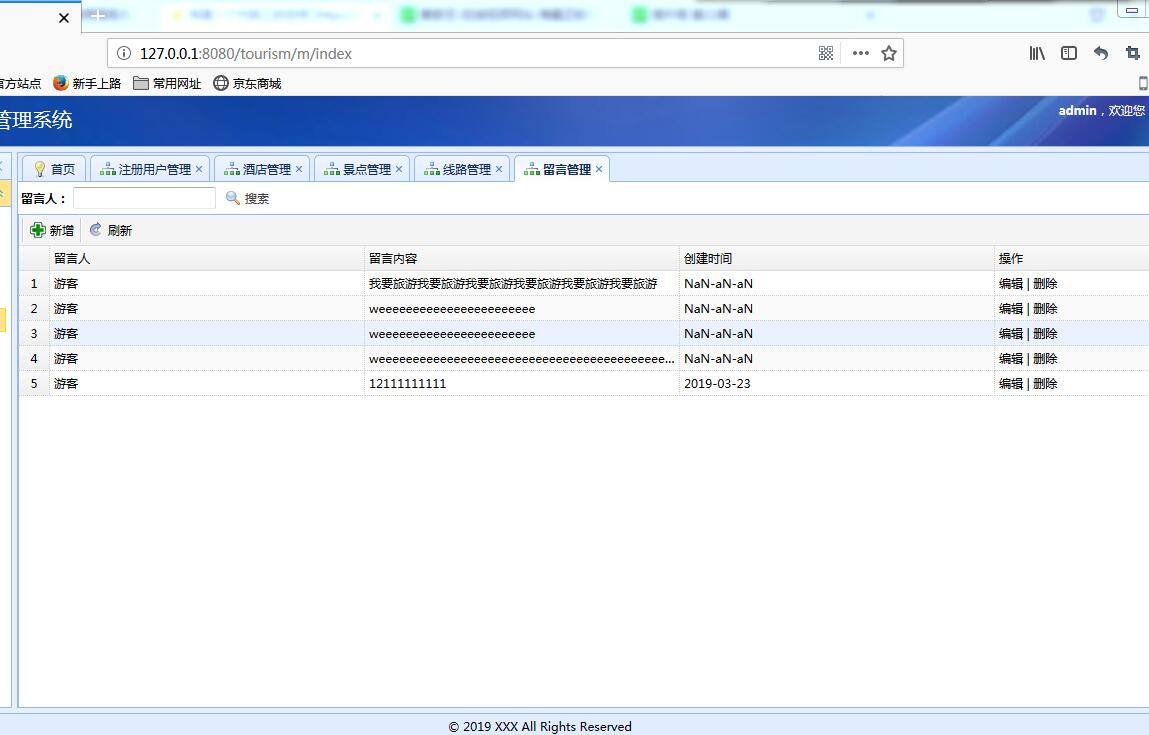 127.0.0.1:8080/tourism/m/index
官方站点 新手上路 常用网址 京东商城
管理系统
admin，欢迎您
首页 注册用户管理 酒店管理 景点管理 线路管理 留言管理
留言人： 搜索
新增 刷新
留言人 留言内容 创建时间 操作
1 游客 我要旅游我要旅游我要旅游我要旅游我要旅游我要旅游 NaN-aN-aN 编辑 | 删除
2 游客 weeeeeeeeeeeeeeeeeeeeeee NaN-aN-aN 编辑 | 删除
3 游客 weeeeeeeeeeeeeeeeeeeeeee NaN-aN-aN 编辑 | 删除
4 游客 weeeeeeeeeeeeeeeeeeeeeeeeeeeeeeeeeeeeeeeeee... NaN-aN-aN 编辑 | 删除
5 游客 12111111111 2019-03-23 编辑 | 删除
© 2019 XXX All Rights Reserved